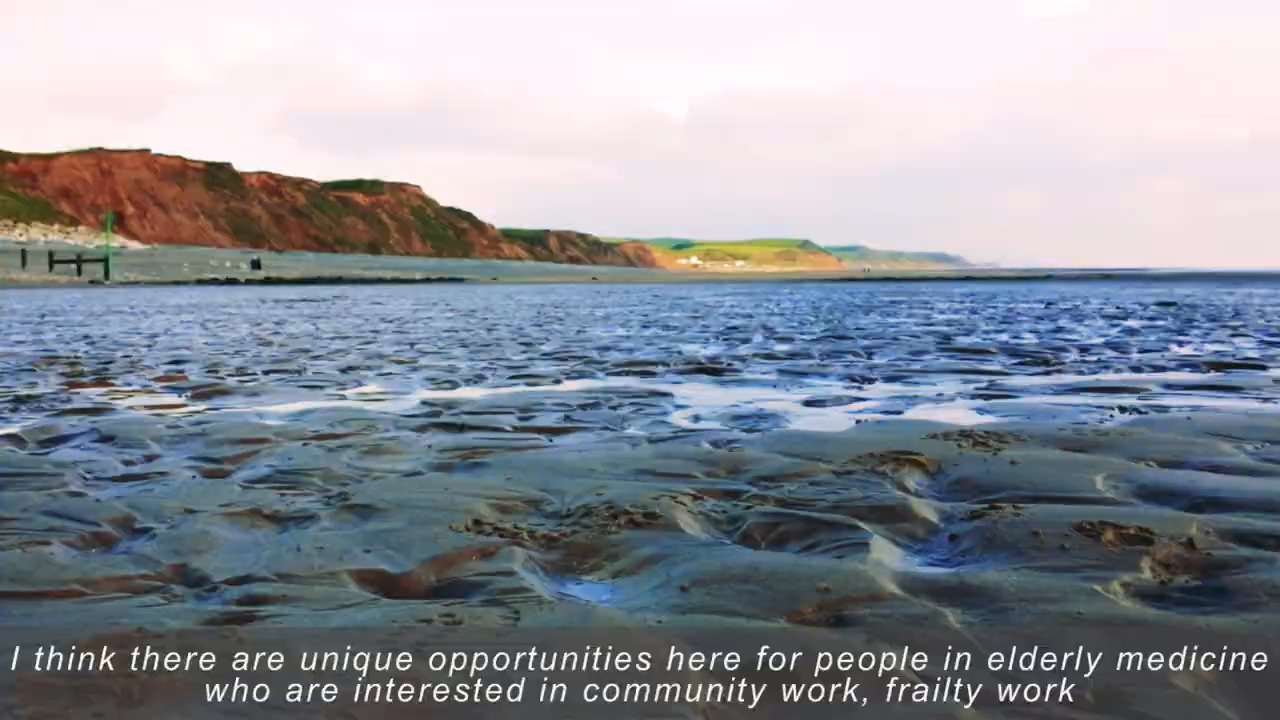 I think there are unique opportunities here for people in elderly medicine
who are interested in community work, frailty work